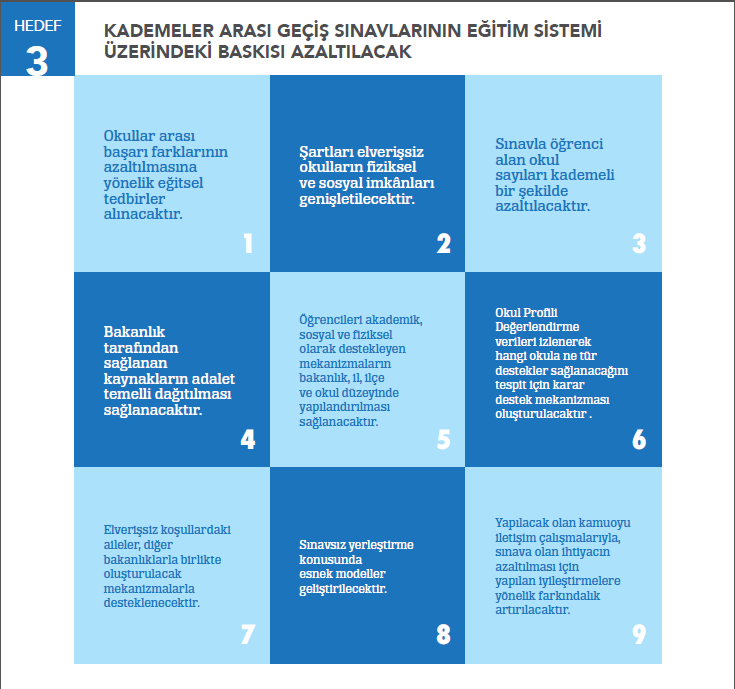 HEDEF
3
KADEMELER ARASI GEÇİŞ SINAVLARININ EĞİTİM SİSTEMİ
ÜZERİNDEKİ BASKISI AZALTILACAK
Okullar arası
başarı farklarının
azaltılmasına
yönelik eğitsel
tedbirler
alınacaktır.
1
Şartları elverişsiz
okulların fiziksel
ve sosyal imkânları
genişletilecektir.
2
Sınavla öğrenci
alan okul
sayıları kademeli
bir şekilde
azaltılacaktır.
3
Bakanlık
tarafından
sağlanan
kaynakların adalet
temelli dağıtılması
sağlanacaktır.
4
Öğrencileri akademik,
sosyal ve fiziksel
olarak destekleyen
mekanizmaların
bakanlık, il, ilçe
ve okul düzeyinde
yapılandırılması
sağlanacaktır.
5
Okul Profili
Değerlendirme
verileri izlenerek
hangi okula ne tür
destekler sağlanacağını
tespit için karar
destek mekanizması
oluşturulacaktır .
6
Elverişsiz koşullardaki
aileler, diğer
bakanlıklarla birlikte
oluşturulacak
mekanizmalarla
desteklenecektir.
7
Sınavsız yerleştirme
konusunda
esnek modeller
geliştirilecektir.
8
Yapılacak olan kamuoyu
iletişim çalışmalarıyla,
sınava olan ihtiyacın
azaltılması için
yapılan iyileştirmelere
yönelik farkındalık
artırılacaktır.
9